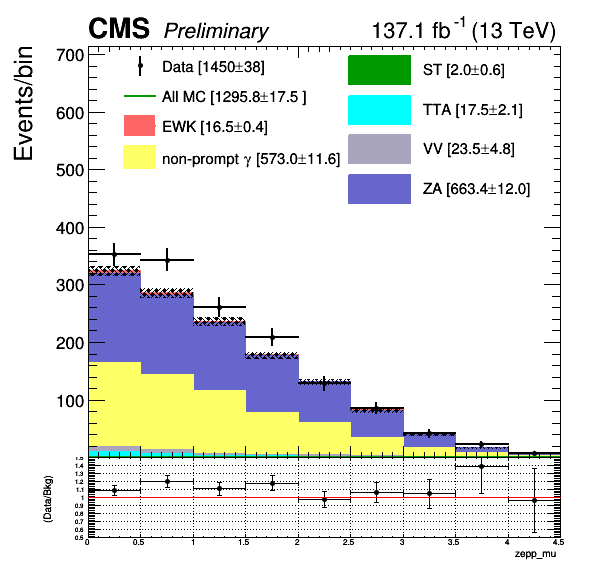 CMS Preliminary 137.1 fb⁻¹ (13 TeV)
Events/bin
700
600
500
400
300
200
100
Data [1450±38]
All MC [1295.8±17.5 ]
EWK [16.5±0.4]
non-prompt γ [573.0±11.6]
ST [2.0±0.6]
TTA [17.5±2.1]
VV [23.5±4.8]
ZA [663.4±12.0]
(Data/Bkg)
1.5
1.4
1.3
1.2
1.1
1
0.9
0.8
0.7
0.6
0.5
0 0.5 1 1.5 2 2.5 3 3.5 4 4.5
zepp_mu